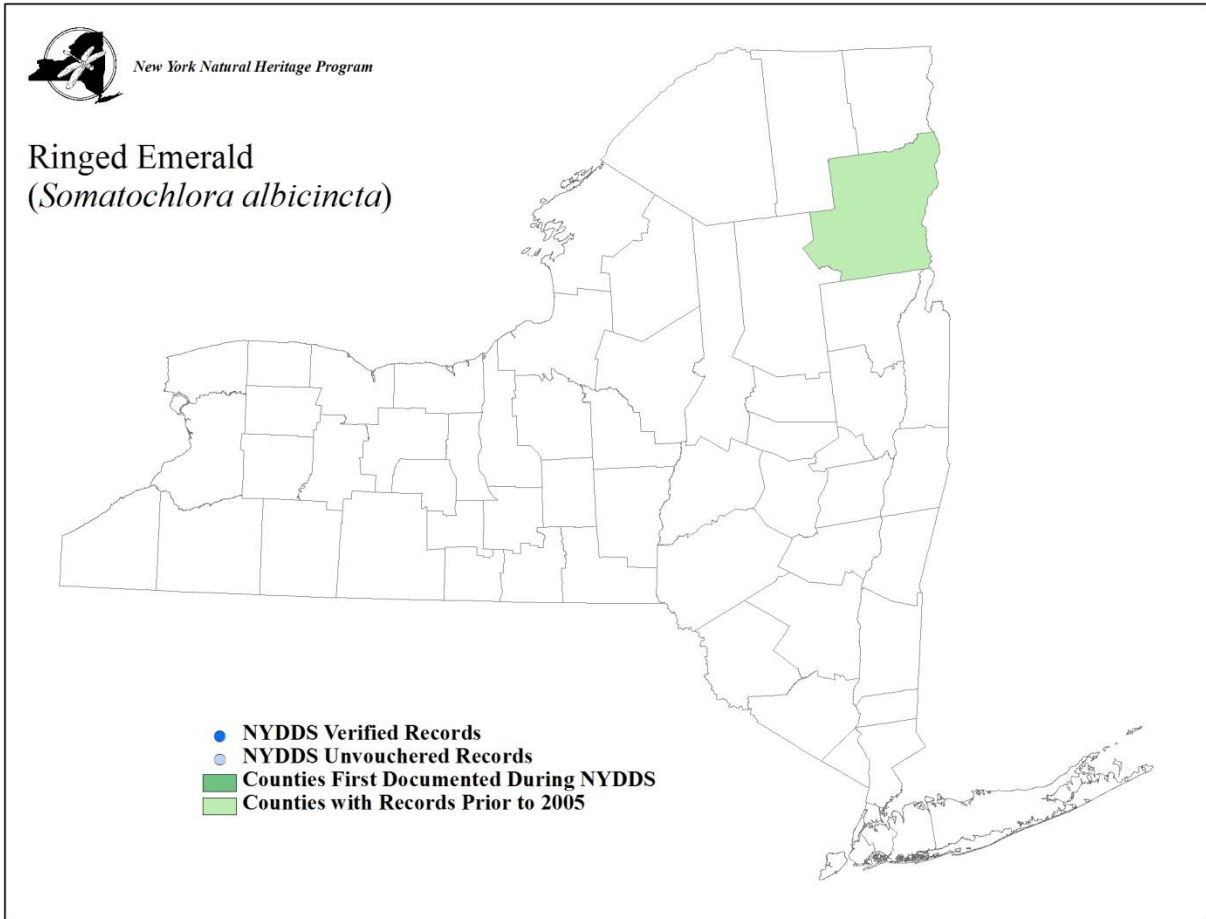 New York Natural Heritage Program
Ringed Emerald
(Somatochlora albicincta)
NYDDS Verified Records
NYDDS Unvouchered Records
Counties First Documented During NYDDS
Counties with Records Prior to 2005